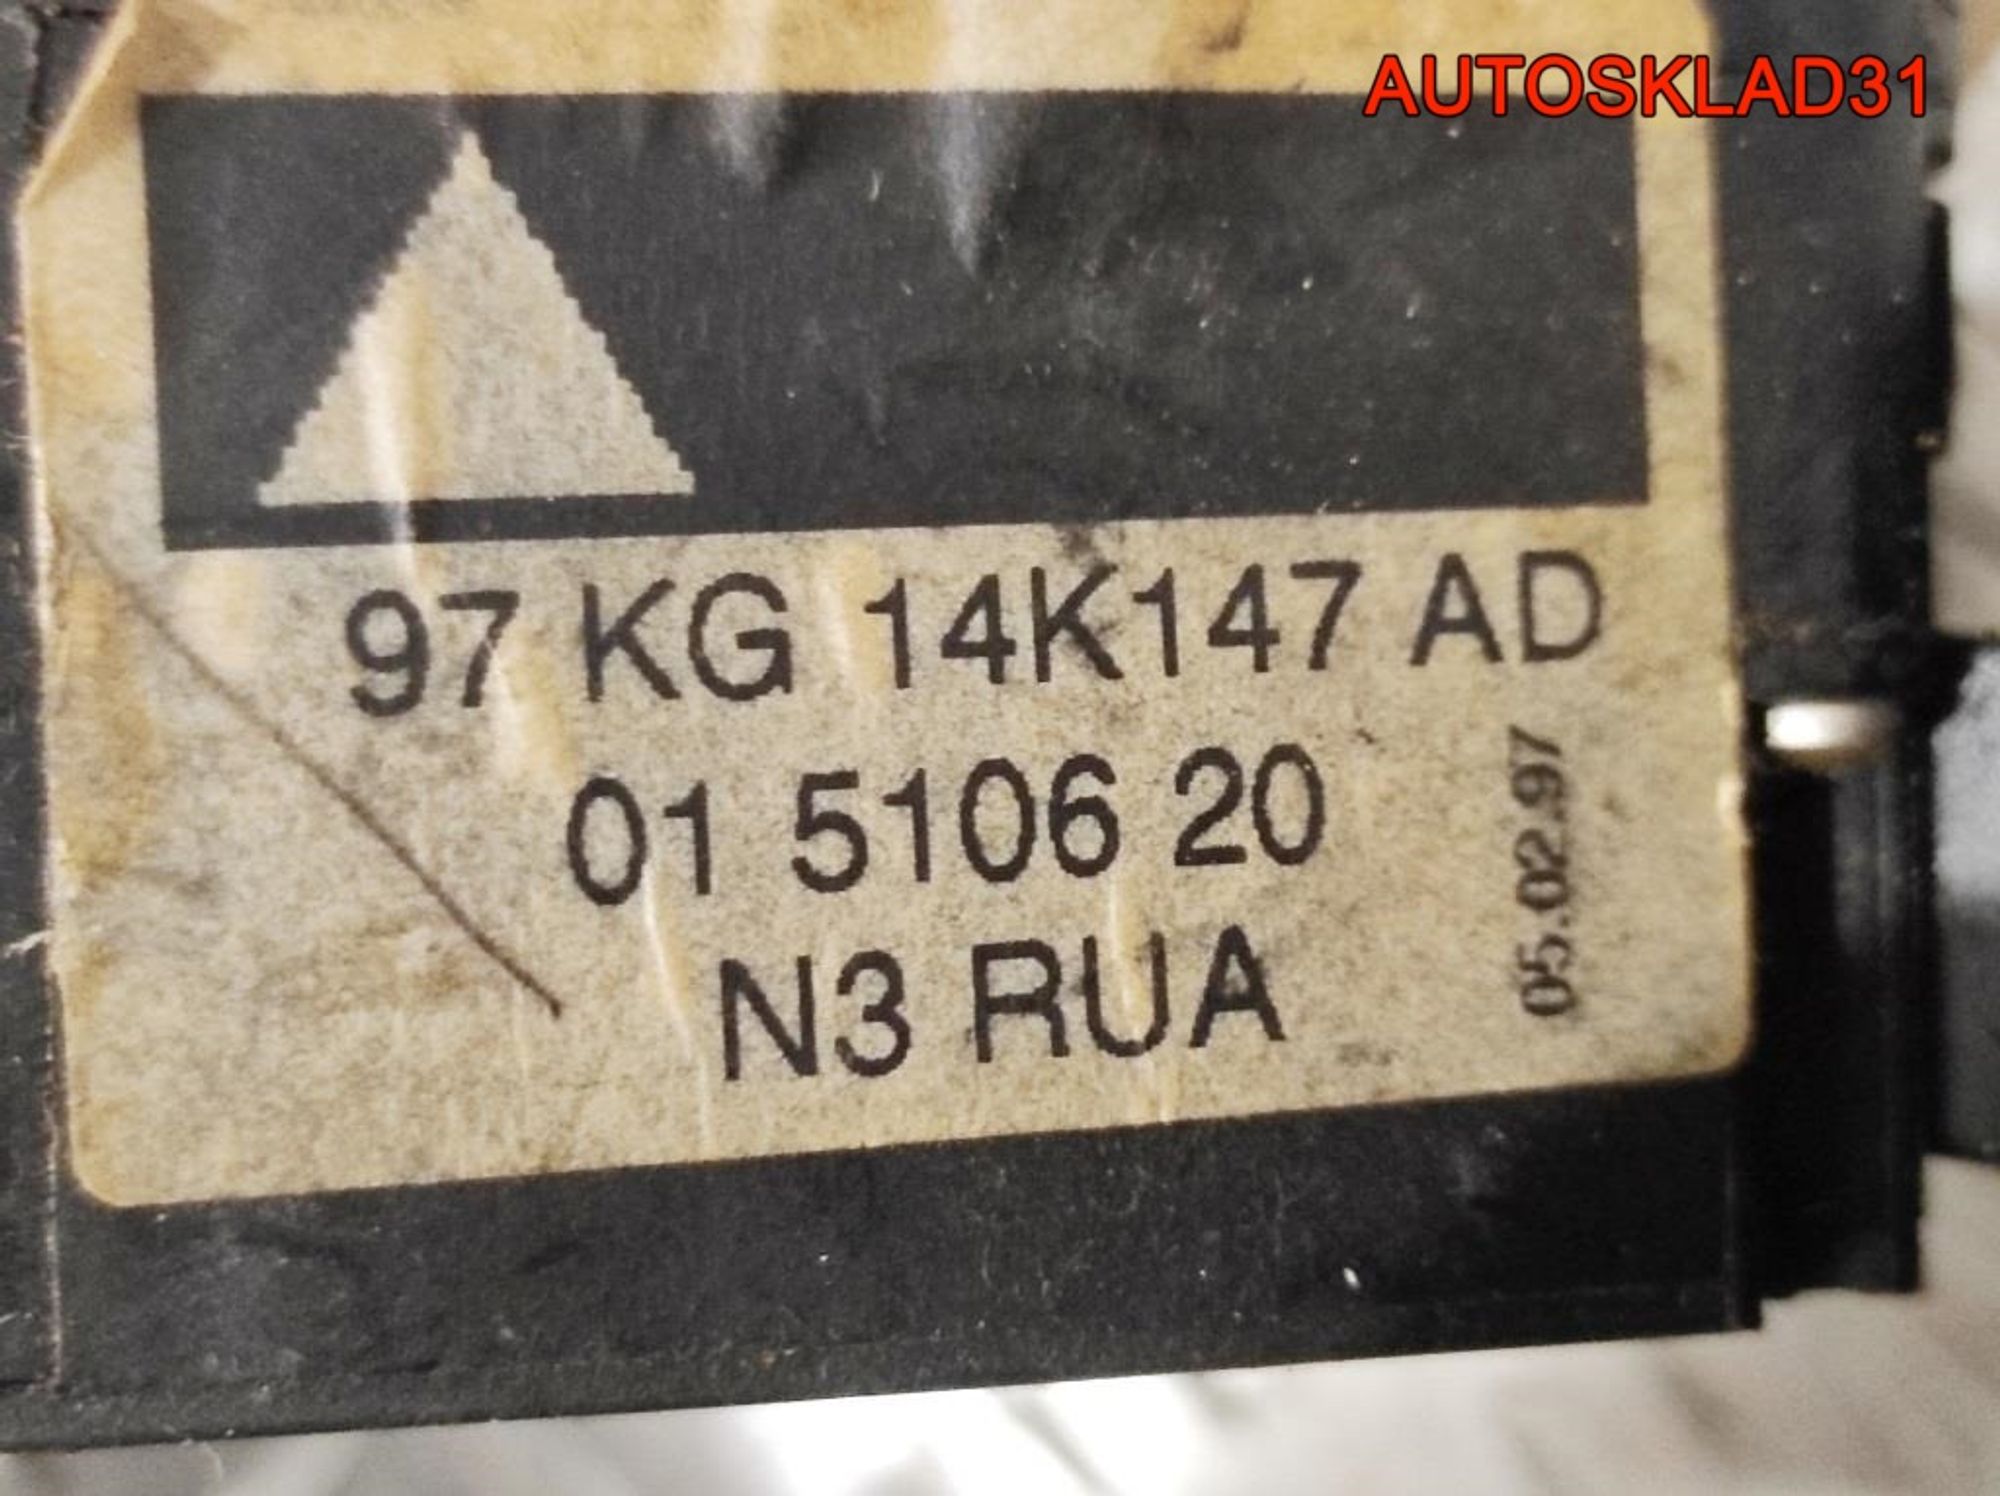 AUTOSKLAD31
97 KG 14K147 AD
01 5106 20
N3 RUA
05.02.97